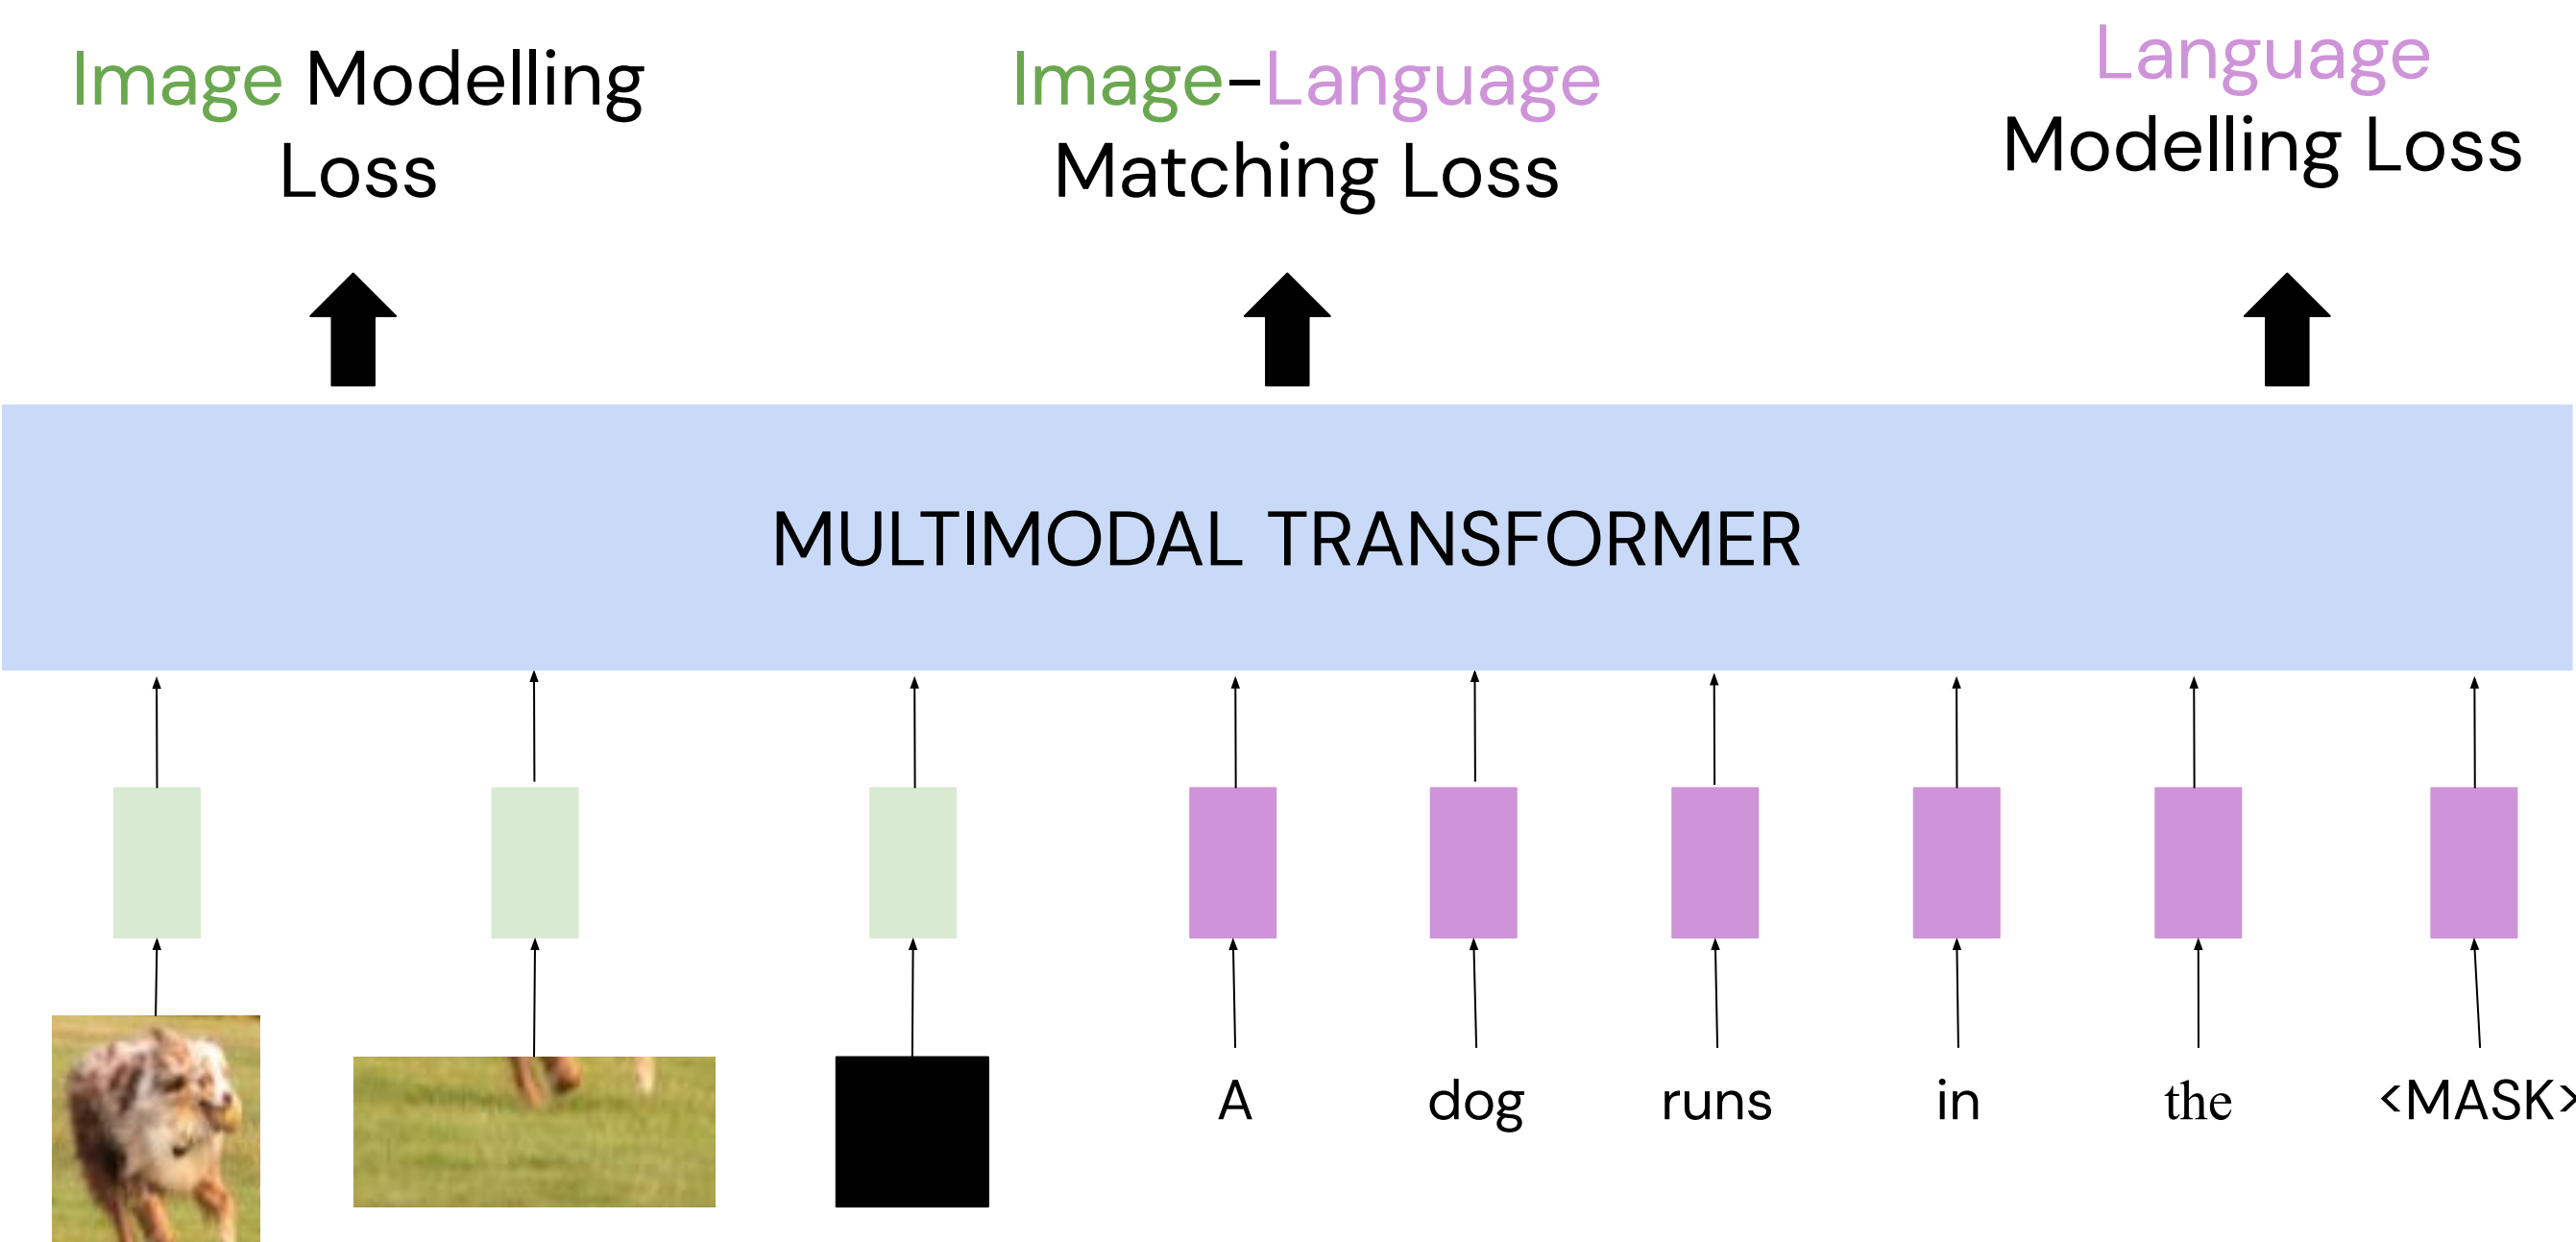 Image Modelling
Loss
Image-Language
Matching Loss
Language
Modelling Loss
MULTIMODAL TRANSFORMER
A dog runs in the <MASK>